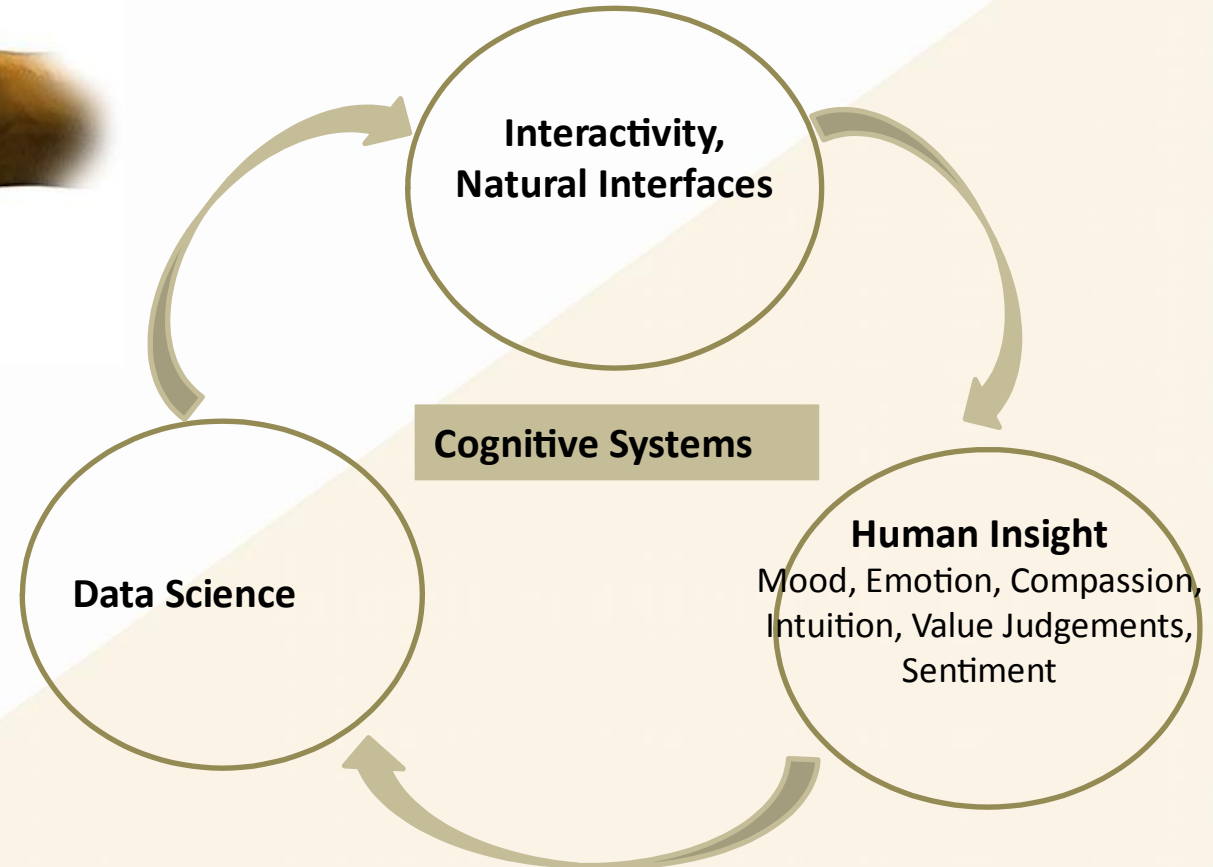 Interactivity,
Natural Interfaces
Cognitive Systems
Data Science
Human Insight
Mood, Emotion, Compassion,
Intuition, Value Judgements,
Sentiment